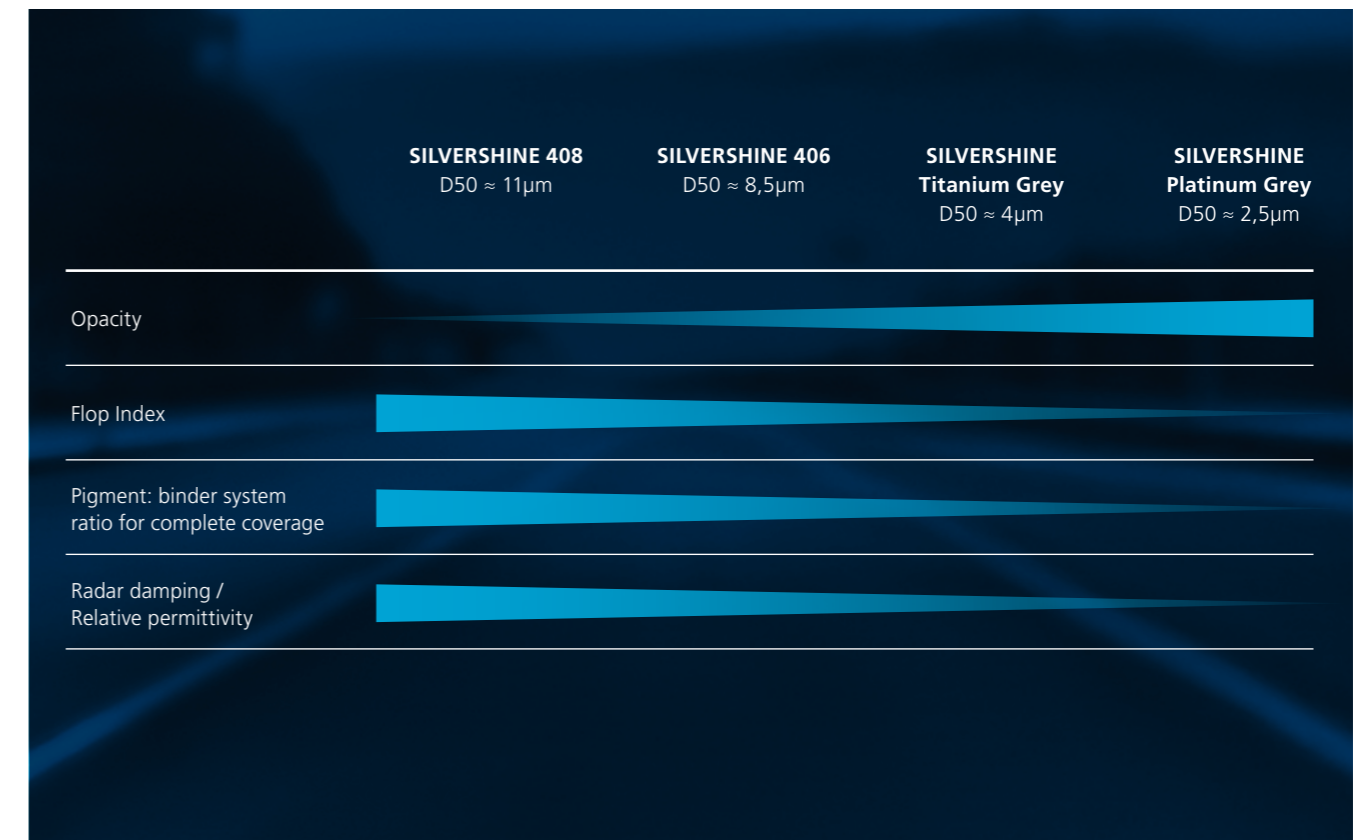 SILVERSHINE 408
D50 ≈ 11µm
SILVERSHINE 406
D50 ≈ 8,5µm
SILVERSHINE
Titanium Grey
D50 ≈ 4µm
SILVERSHINE
Platinum Grey
D50 ≈ 2,5µm
Opacity
Flop Index
Pigment: binder system
ratio for complete coverage
Radar damping /
Relative permittivity